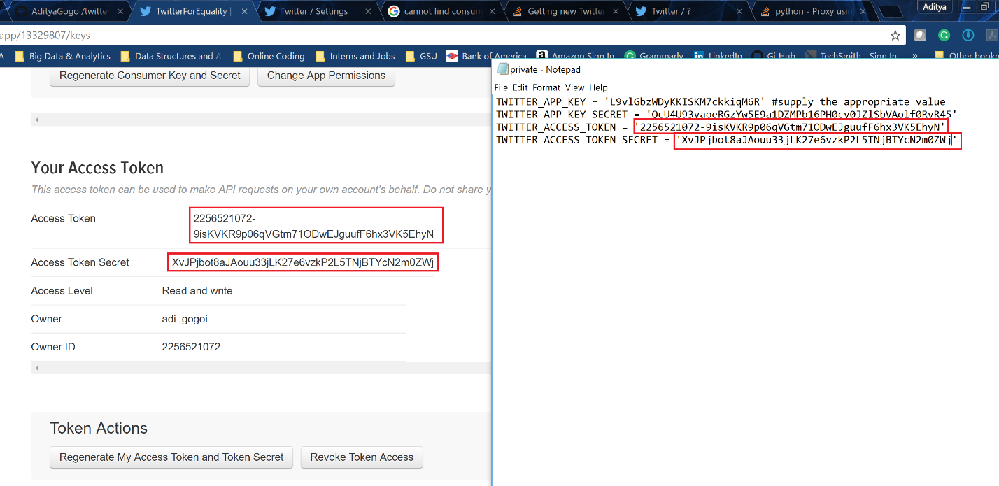 AdityaGogoi/twitter
TwitterForEquality |
Twitter / Settings
cannot find consum
Getting new Twitter
Twitter / ?
python - Proxy usin
Aditya
app/13329807/keys
A
Big Data & Analytics
Data Structures and A
Online Coding
Interns and Jobs
GSU
Bank of America
Amazon Sign In
Grammarly
LinkedIn
GitHub
TechSmith - Sign In
»
Other bookm
Regenerate Consumer Key and Secret
Change App Permissions
Your Access Token
This access token can be used to make API requests on your own account's behalf. Do not share y
Access Token
2256521072-
9isKVKR9p06qVGtm71ODwEJguufF6hx3VK5EhyN
Access Token Secret
XvJPjbot8aJAouu33jLK27e6vzkP2L5TNjBTYcN2m0ZWj
Access Level
Read and write
Owner
adi_gogoi
Owner ID
2256521072
Token Actions
Regenerate My Access Token and Token Secret
Revoke Token Access
private - Notepad
File Edit Format View Help
TWITTER_APP_KEY = 'L9vlGbzWDyKKISKM7ckkiqM6R' #supply the appropriate value
TWITTER_APP_KEY_SECRET = 'OcU4U93yaoeRGzYw5E9a1DZMPb16PH0cy0JZlSbVAolf0RvR45'
TWITTER_ACCESS_TOKEN = '2256521072-9isKVKR9p06qVGtm71ODwEJguufF6hx3VK5EhyN'
TWITTER_ACCESS_TOKEN_SECRET = 'XvJPjbot8aJAouu33jLK27e6vzkP2L5TNjBTYcN2m0ZWj'